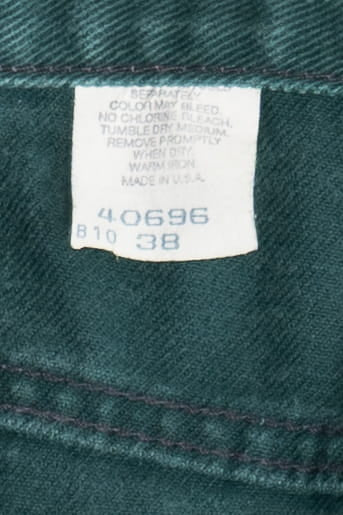 SEPARATELY
COLOR MAY BLEED.
NO CHLORINE BLEACH.
TUMBLE DRY MEDIUM.
REMOVE PROMPTLY
WHEN DRY.
WARM IRON.
MADE IN U.S.A.
40696
B10 38